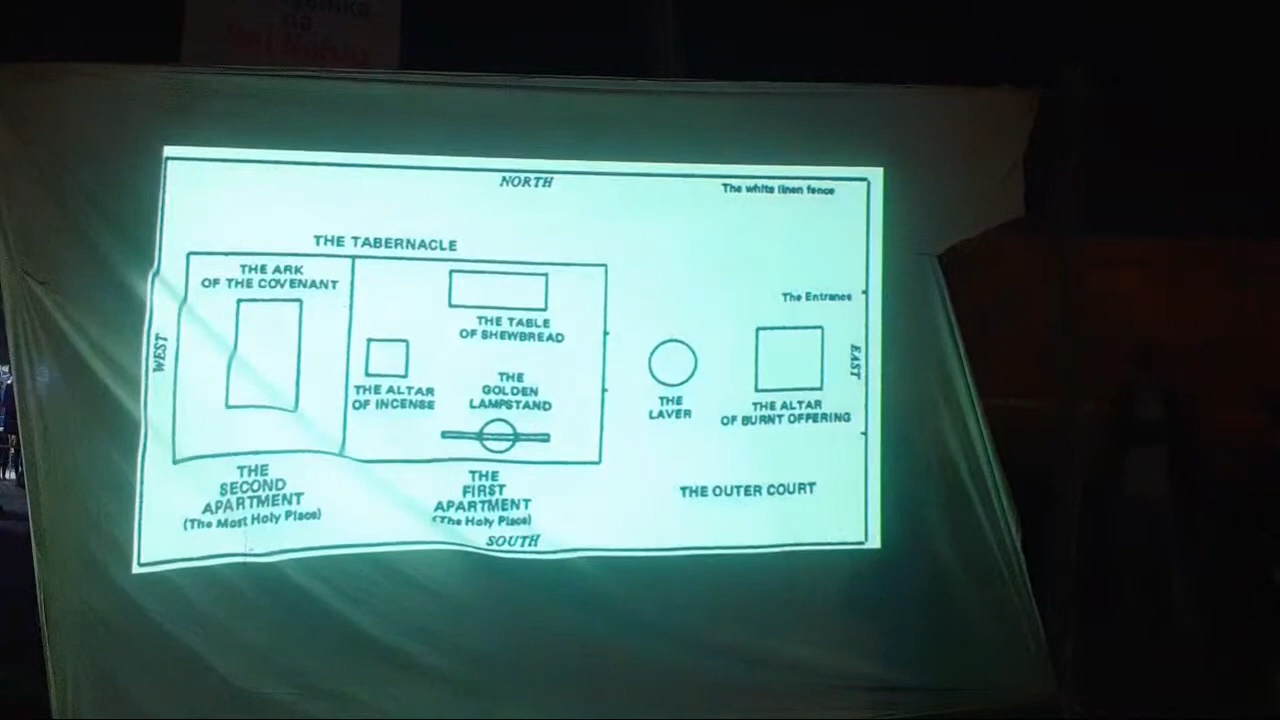 na
NORTH
The white linen fence
THE TABERNACLE
THE ARK
OF THE COVENANT
THE TABLE
OF SHEWBREAD
The Entrance
WEST
EAST
THE ALTAR
OF INCENSE
THE
GOLDEN
LAMPSTAND
THE
LAVER
THE ALTAR
OF BURNT OFFERING
THE
SECOND
APARTMENT
(The Most Holy Place)
THE
FIRST
APARTMENT
(The Holy Place)
THE OUTER COURT
SOUTH